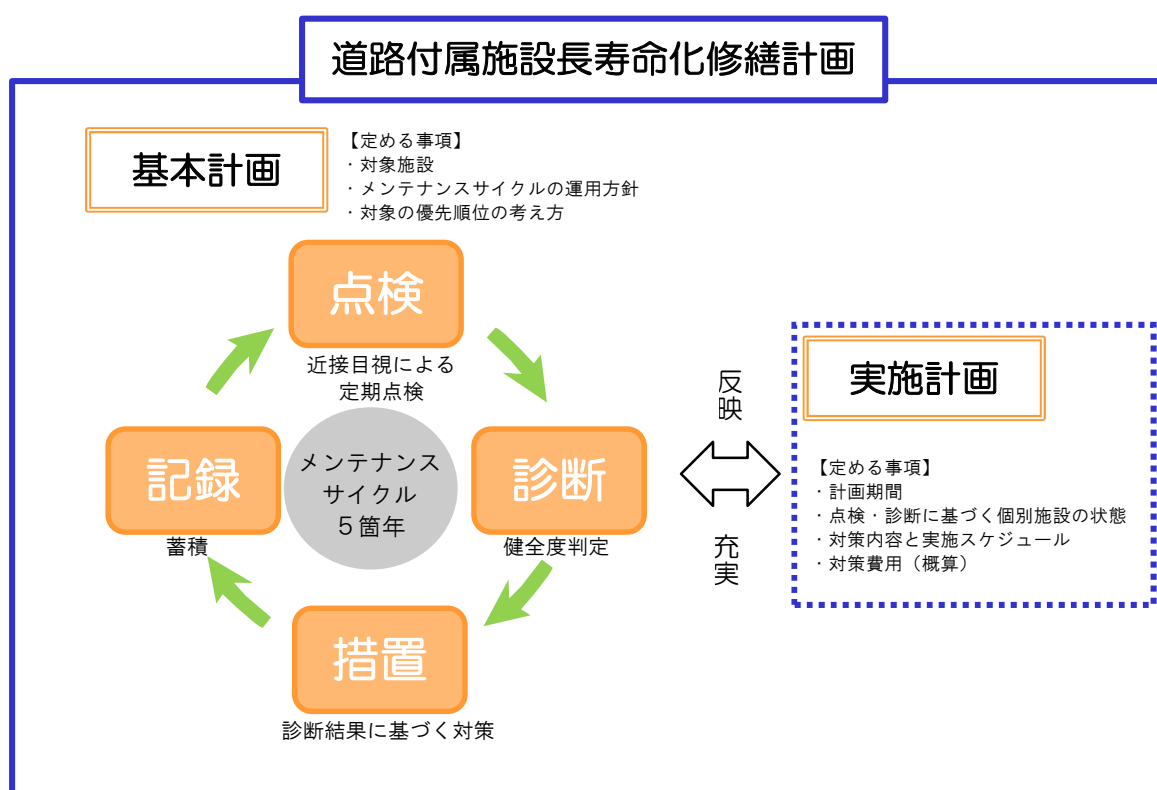 道路付属施設長寿命化修繕計画
基本計画
【定める事項】
・対象施設
・メンテナンスサイクルの運用方針
・対象の優先順位の考え方
点検
近接目視による
定期点検
診断
健全度判定
措置
診断結果に基づく対策
記録
蓄積
メンテナンス
サイクル
５箇年
反映
充実
実施計画
【定める事項】
・計画期間
・点検・診断に基づく個別施設の状態
・対策内容と実施スケジュール
・対策費用（概算）